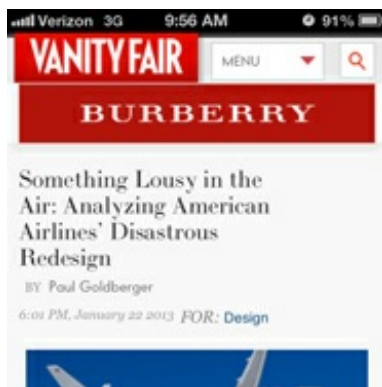 Verizon 3G 9:56 AM 91%
VANITY FAIR MENU
BURBERRY
Something Lousy in the
Air: Analyzing American
Airlines' Disastrous
Redesign
BY Paul Goldberger
6:01 PM, January 22 2013 FOR: Design